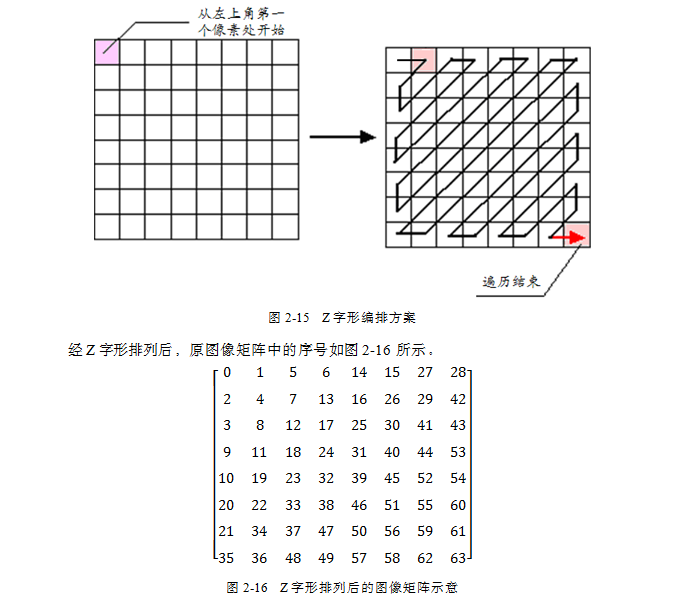 从左上角第一
个像素处开始
遍历结束
图 2-15 Z 字形编排方案
经 Z 字形排列后，原图像矩阵中的序号如图 2-16 所示。
0 1 5 6 14 15 27 28
2 4 7 13 16 26 29 42
3 8 12 17 25 30 41 43
9 11 18 24 31 40 44 53
10 19 23 32 39 45 52 54
20 22 33 38 46 51 55 60
21 34 37 47 50 56 59 61
35 36 48 49 57 58 62 63
图 2-16 Z 字形排列后的图像矩阵示意